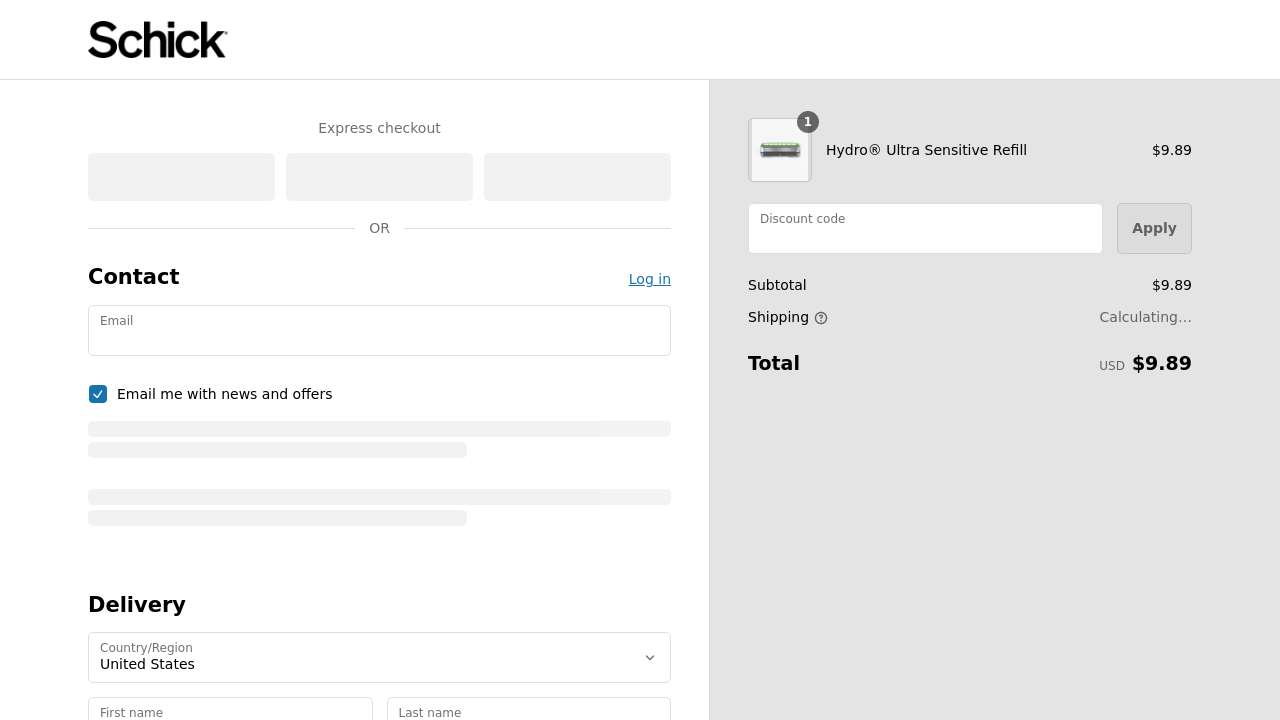 Schick
Express checkout
OR
Contact
Log in
Email
Email me with news and offers
Delivery
Country/Region
United States
First name
Last name
1
Hydro® Ultra Sensitive Refill
$9.89
Discount code
Apply
Subtotal
$9.89
Shipping
Calculating...
Total
USD $9.89